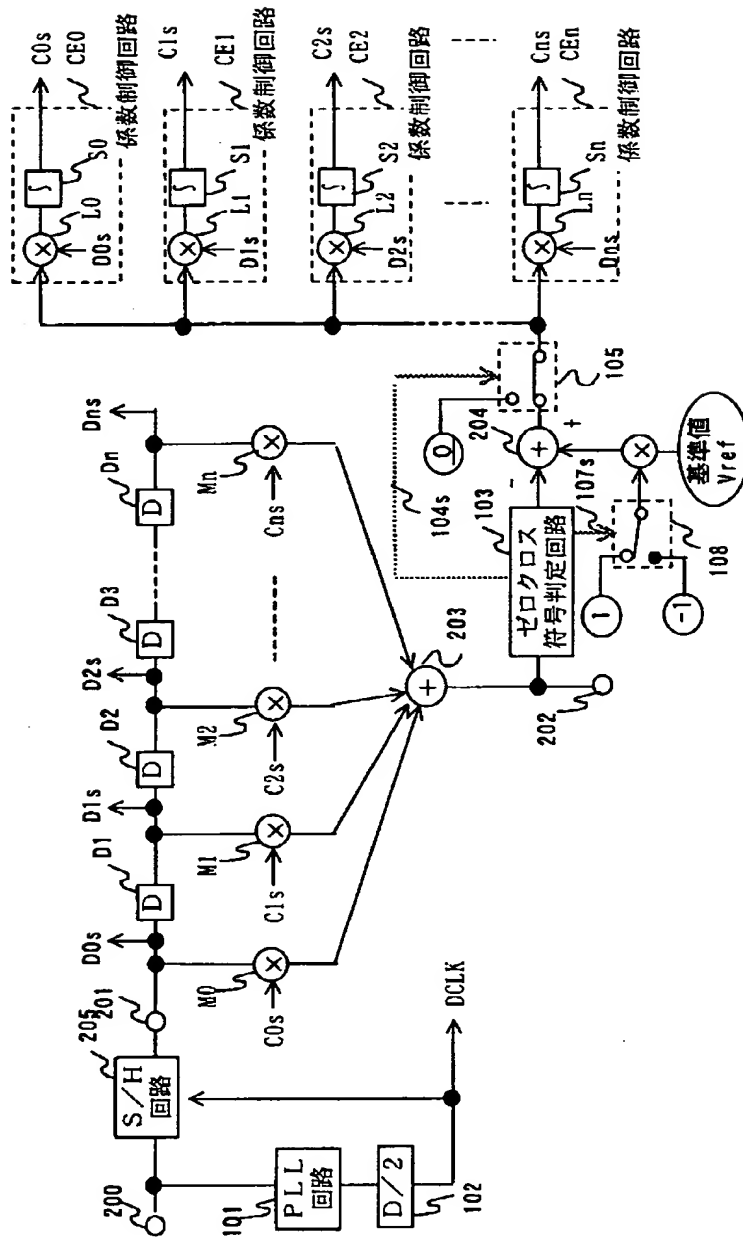 200
S/H
回路
205
201
PLL
回路
101
D/2
102
DCLK
D0s
D
D1
D1s
D
D2
D2s
D
D3
D
Dn
Dns
M0
C0s
M1
C1s
M2
C2s
Mn
Cns
+
203
202
ゼロクロス
符号判定回路
103
104s
107s
1
-1
108
基準値
Vref
×
+
-
+
204
0
105
D0s
×
L0
∫
S0
C0s
CE0
係数制御回路
D1s
×
L1
∫
S1
C1s
CE1
係数制御回路
D2s
×
L2
∫
S2
C2s
CE2
係数制御回路
Dns
×
Ln
∫
Sn
Cns
CEn
係数制御回路